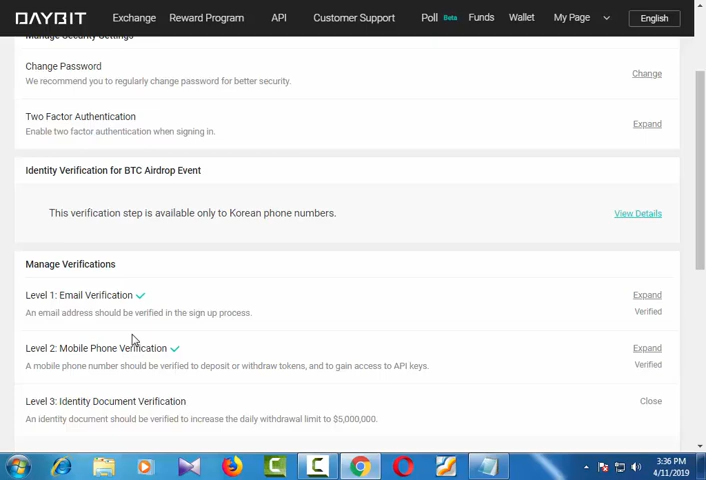 DAYBIT Exchange Reward Program API Customer Support Poll Beta Funds Wallet My Page English
Manage Security Settings
Change Password
We recommend you to regularly change password for better security.
Change
Two Factor Authentication
Enable two factor authentication when signing in.
Expand
Identity Verification for BTC Airdrop Event
This verification step is available only to Korean phone numbers.
View Details
Manage Verifications
Level 1: Email Verification
Expand
An email address should be verified in the sign up process.
Verified
Level 2: Mobile Phone Verification
Expand
A mobile phone number should be verified to deposit or withdraw tokens, and to gain access to API keys.
Verified
Level 3: Identity Document Verification
Close
An identity document should be verified to increase the daily withdrawal limit to $5,000,000.
3:36 PM
4/11/2019